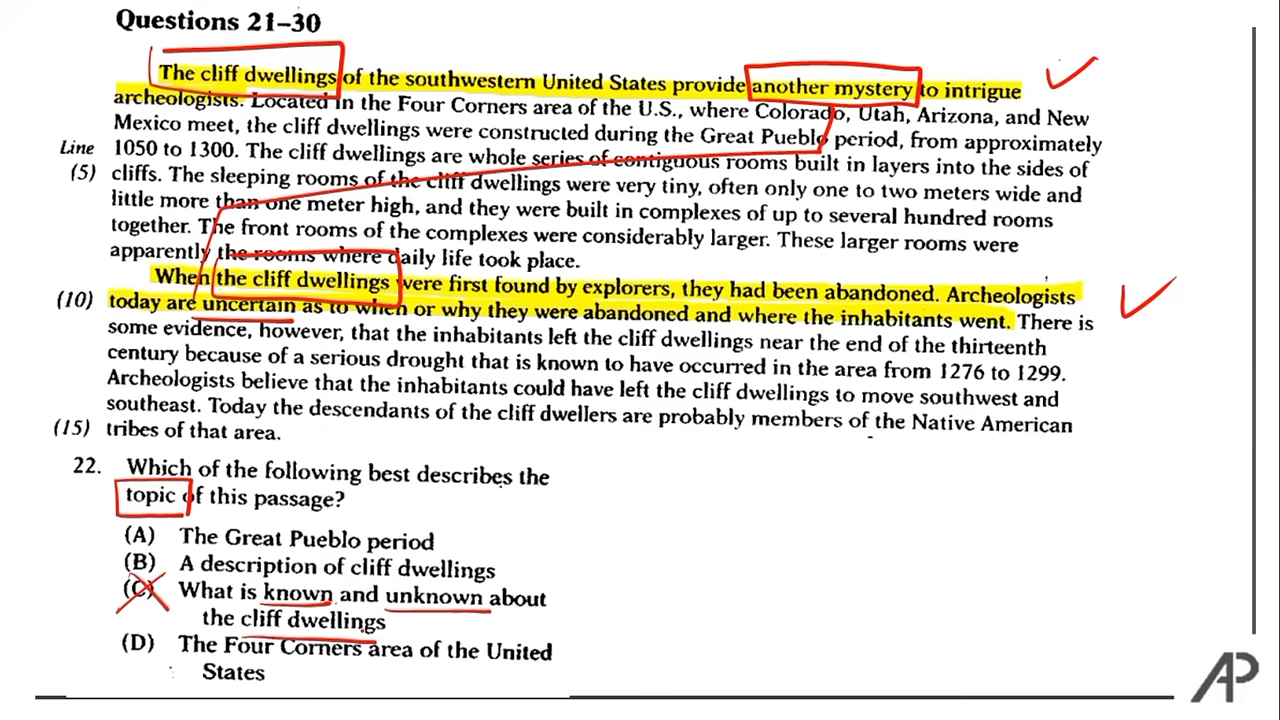 Questions 21–30
The cliff dwellings of the southwestern United States provide another mystery to intrigue
archeologists. Located in the Four Corners area of the U.S., where Colorado, Utah, Arizona, and New
Mexico meet, the cliff dwellings were constructed during the Great Pueblo period, from approximately
Line 1050 to 1300. The cliff dwellings are whole series of contiguous rooms built in layers into the sides of
(5) cliffs. The sleeping rooms of the cliff dwellings were very tiny, often only one to two meters wide and
little more than one meter high, and they were built in complexes of up to several hundred rooms
together. The front rooms of the complexes were considerably larger. These larger rooms were
apparently the rooms where daily life took place.
When the cliff dwellings were first found by explorers, they had been abandoned. Archeologists
(10) today are uncertain as to when or why they were abandoned and where the inhabitants went. There is
some evidence, however, that the inhabitants left the cliff dwellings near the end of the thirteenth
century because of a serious drought that is known to have occurred in the area from 1276 to 1299.
Archeologists believe that the inhabitants could have left the cliff dwellings to move southwest and
southeast. Today the descendants of the cliff dwellers are probably members of the Native American
(15) tribes of that area.
22. Which of the following best describes the
topic of this passage?
(A) The Great Pueblo period
(B) A description of cliff dwellings
(C) What is known and unknown about
the cliff dwellings
(D) The Four Corners area of the United
States
AP